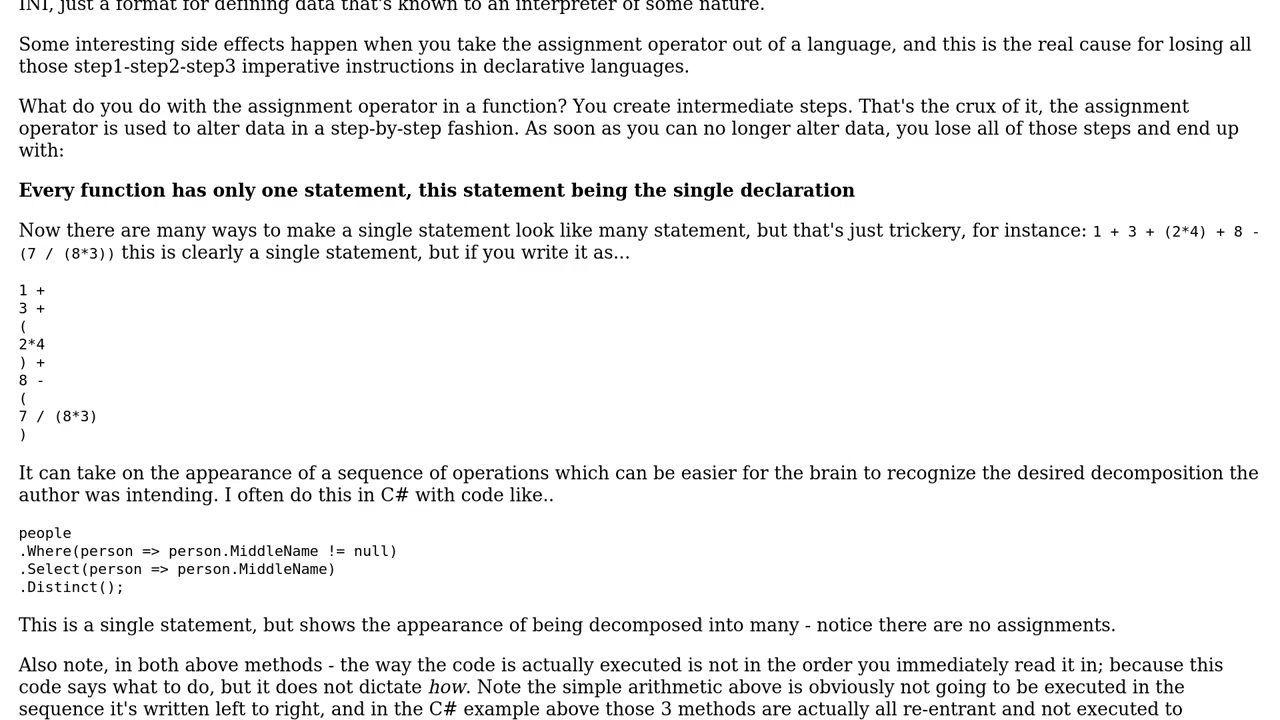 INI, just a format for defining data that's known to an interpreter of some nature.
Some interesting side effects happen when you take the assignment operator out of a language, and this is the real cause for losing all
those step1-step2-step3 imperative instructions in declarative languages.
What do you do with the assignment operator in a function? You create intermediate steps. That's the crux of it, the assignment
operator is used to alter data in a step-by-step fashion. As soon as you can no longer alter data, you lose all of those steps and end up
with:
Every function has only one statement, this statement being the single declaration
Now there are many ways to make a single statement look like many statement, but that's just trickery, for instance: 1 + 3 + (2*4) + 8 -
(7 / (8*3)) this is clearly a single statement, but if you write it as...
1 +
3 +
(
2*4
) +
8 -
(
7 / (8*3)
)
It can take on the appearance of a sequence of operations which can be easier for the brain to recognize the desired decomposition the
author was intending. I often do this in C# with code like..
people
.Where(person => person.MiddleName != null)
.Select(person => person.MiddleName)
.Distinct();
This is a single statement, but shows the appearance of being decomposed into many - notice there are no assignments.
Also note, in both above methods - the way the code is actually executed is not in the order you immediately read it in; because this
code says what to do, but it does not dictate how. Note the simple arithmetic above is obviously not going to be executed in the
sequence it's written left to right, and in the C# example above those 3 methods are actually all re-entrant and not executed to